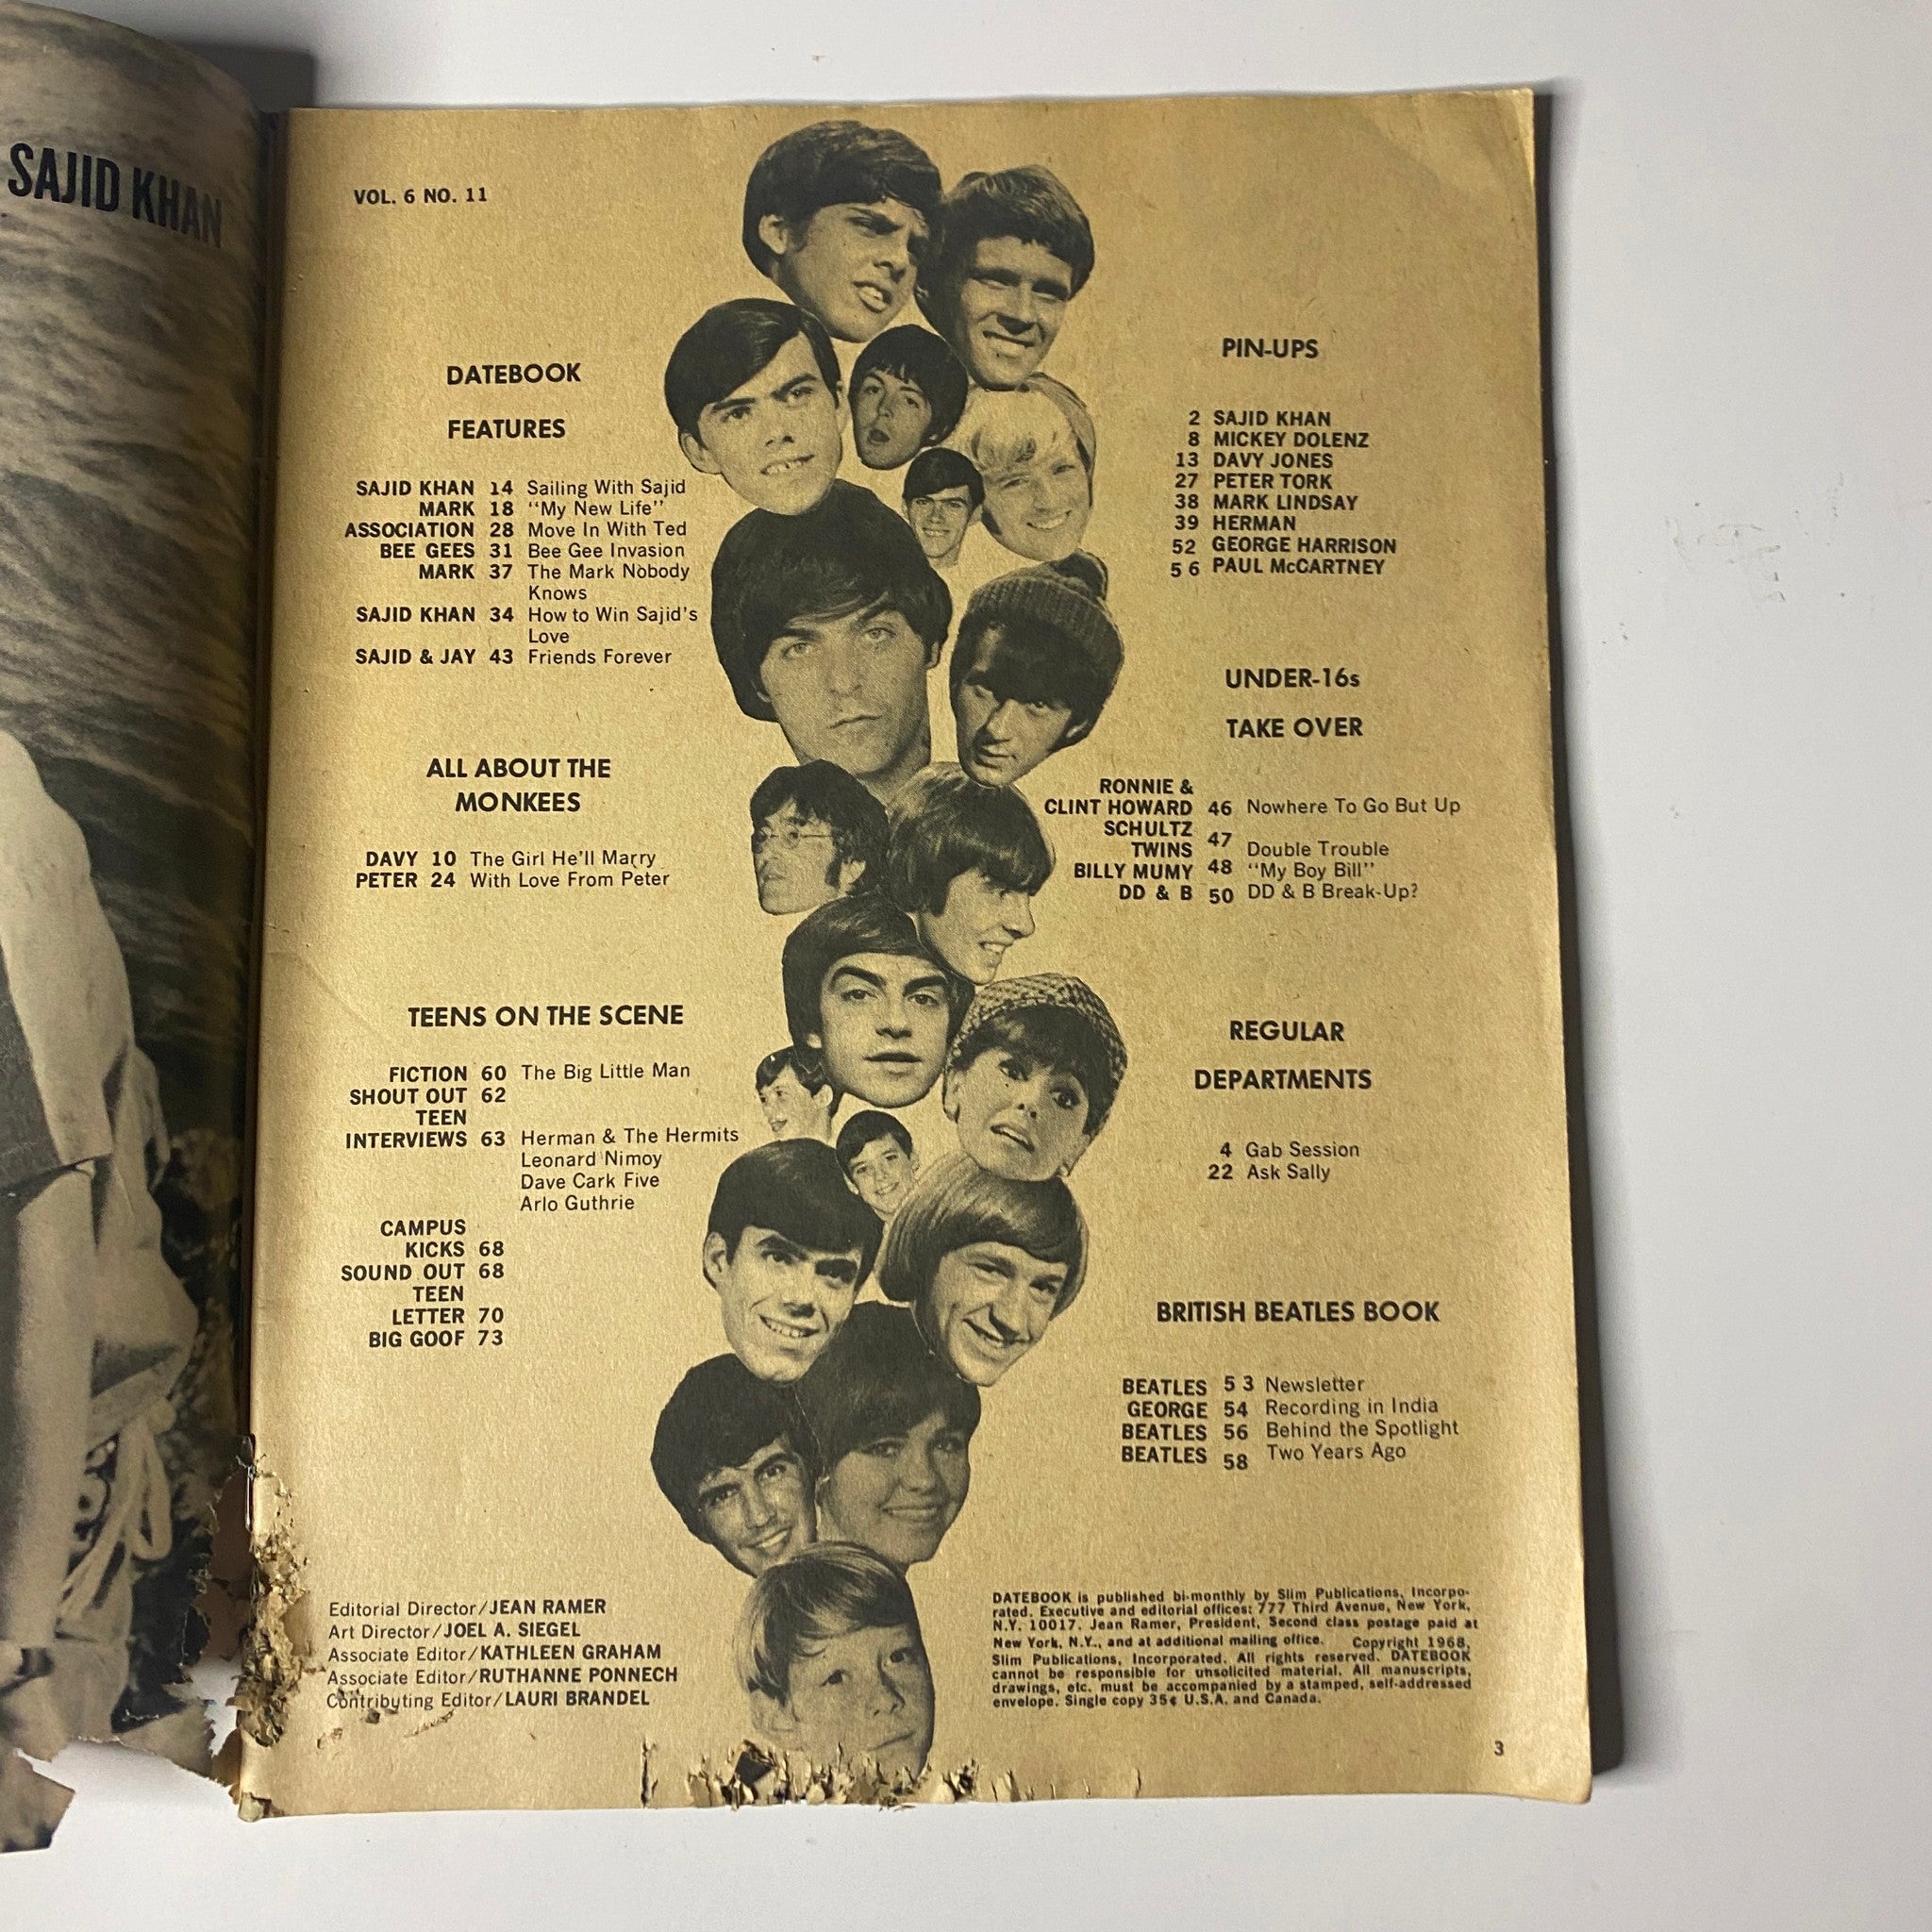 SAJID KHAN
VOL. 6 NO. 11
DATEBOOK
FEATURES
SAJID KHAN 14 Sailing With Sajid
MARK 18 "My New Life"
ASSOCIATION 28 Move In With Ted
BEE GEES 31 Bee Gee Invasion
MARK 37 The Mark Nobody
Knows
SAJID KHAN 34 How to Win Sajid's
Love
SAJID & JAY 43 Friends Forever
ALL ABOUT THE
MONKEES
DAVY 10 The Girl He'll Marry
PETER 24 With Love From Peter
TEENS ON THE SCENE
FICTION 60 The Big Little Man
SHOUT OUT 62
TEEN
INTERVIEWS 63 Herman & The Hermits
Leonard Nimoy
Dave Cark Five
Arlo Guthrie
CAMPUS
KICKS 68
SOUND OUT 68
TEEN
LETTER 70
BIG GOOF 73
Editorial Director/JEAN RAMER
Art Director/JOEL A. SIEGEL
Associate Editor/KATHLEEN GRAHAM
Associate Editor/RUTHANNE PONNECH
Contributing Editor/LAURI BRANDEL
PIN-UPS
2 SAJID KHAN
8 MICKEY DOLENZ
13 DAVY JONES
27 PETER TORK
38 MARK LINDSAY
39 HERMAN
52 GEORGE HARRISON
5 6 PAUL McCARTNEY
UNDER-16s
TAKE OVER
RONNIE &
CLINT HOWARD 46 Nowhere To Go But Up
SCHULTZ
TWINS 47 Double Trouble
BILLY MUMY 48 "My Boy Bill"
DD & B 50 DD & B Break-Up?
REGULAR
DEPARTMENTS
4 Gab Session
22 Ask Sally
BRITISH BEATLES BOOK
BEATLES 5 3 Newsletter
GEORGE 54 Recording in India
BEATLES 56 Behind the Spotlight
BEATLES 58 Two Years Ago
DATEBOOK is published bi-monthly by Slim Publications, Incorpo-
rated. Executive and editorial offices: 777 Third Avenue, New York,
N.Y. 10017. Jean Ramer, President, Second class postage paid at
New York, N.Y., and at additional mailing office. Copyright 1968,
Slim Publications, Incorporated. All rights reserved. DATEBOOK
cannot be responsible for unsolicited material. All manuscripts,
drawings, etc. must be accompanied by a stamped, self-addressed
envelope. Single copy 35¢ U.S.A. and Canada.
3